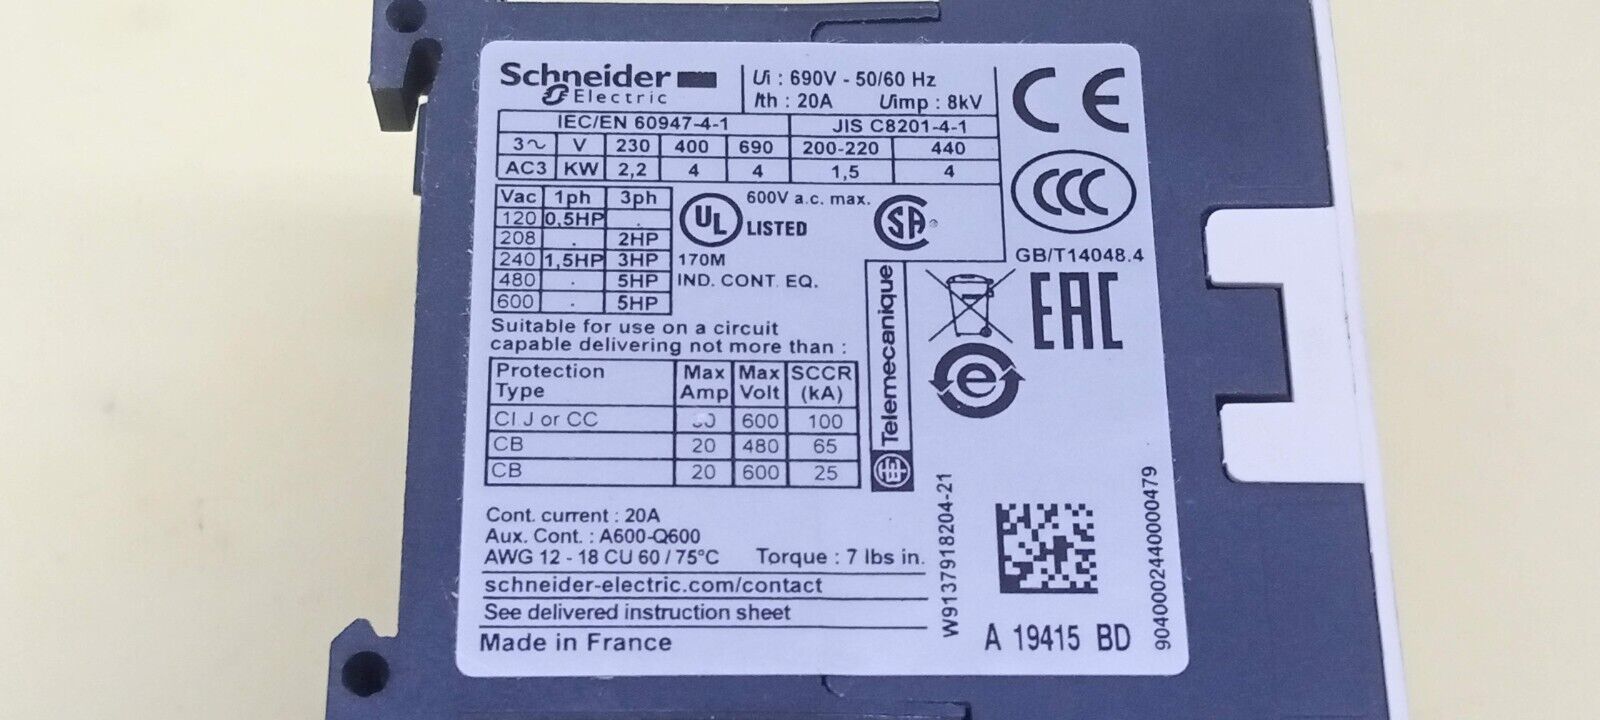 Schneider
Electric
Ui : 690V - 50/60 Hz
Ith : 20A Uimp : 8kV
IEC/EN 60947-4-1 JIS C8201-4-1
3~ V 230 400 690 200-220 440
AC3 KW 2,2 4 4 1,5 4
Vac 1ph 3ph
120 0,5HP .
208 . 2HP
240 1,5HP 3HP
480 . 5HP
600 . 5HP
UL
LISTED
600V a.c. max.
SA
170M
IND. CONT. EQ.
CE
CCC
GB/T14048.4
EAC
e
Telemecanique
Suitable for use on a circuit
capable delivering not more than :
Protection Type Max Amp Max Volt SCCR (kA)
Cl J or CC 600 100
CB 20 480 65
CB 20 600 25
Cont. current : 20A
Aux. Cont. : A600-Q600
AWG 12 - 18 CU 60 / 75°C Torque : 7 lbs in.
schneider-electric.com/contact
See delivered instruction sheet
Made in France
W9137918204-21
A 19415 BD
9040002440000479